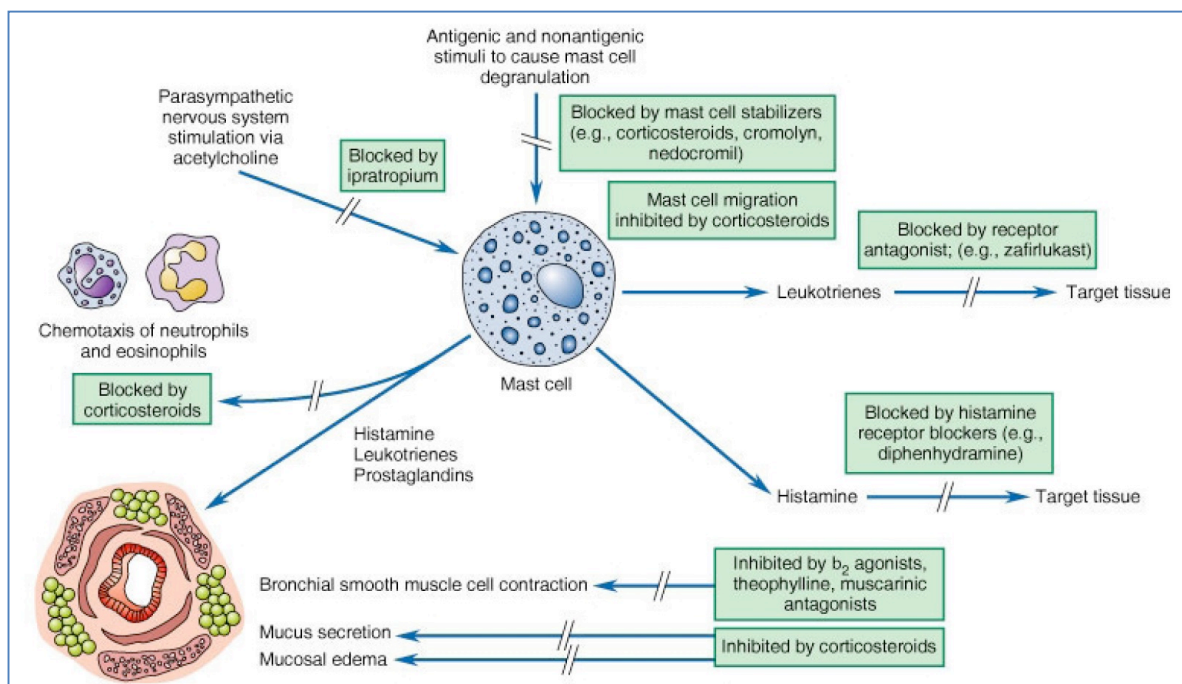 Antigenic and nonantigenic
stimuli to cause mast cell
degranulation
Parasympathetic
nervous system
stimulation via
acetylcholine
Blocked by
ipratropium
Blocked by mast cell stabilizers
(e.g., corticosteroids, cromolyn,
nedocromil)
Mast cell migration
inhibited by corticosteroids
Blocked by receptor
antagonist; (e.g., zafirlukast)
Leukotrienes
Target tissue
Chemotaxis of neutrophils
and eosinophils
Mast cell
Blocked by
corticosteroids
Histamine
Leukotrienes
Prostaglandins
Blocked by histamine
receptor blockers (e.g.,
diphenhydramine)
Histamine
Target tissue
Bronchial smooth muscle cell contraction
Inhibited by b₂ agonists,
theophylline, muscarinic
antagonists
Mucus secretion
Mucosal edema
Inhibited by corticosteroids